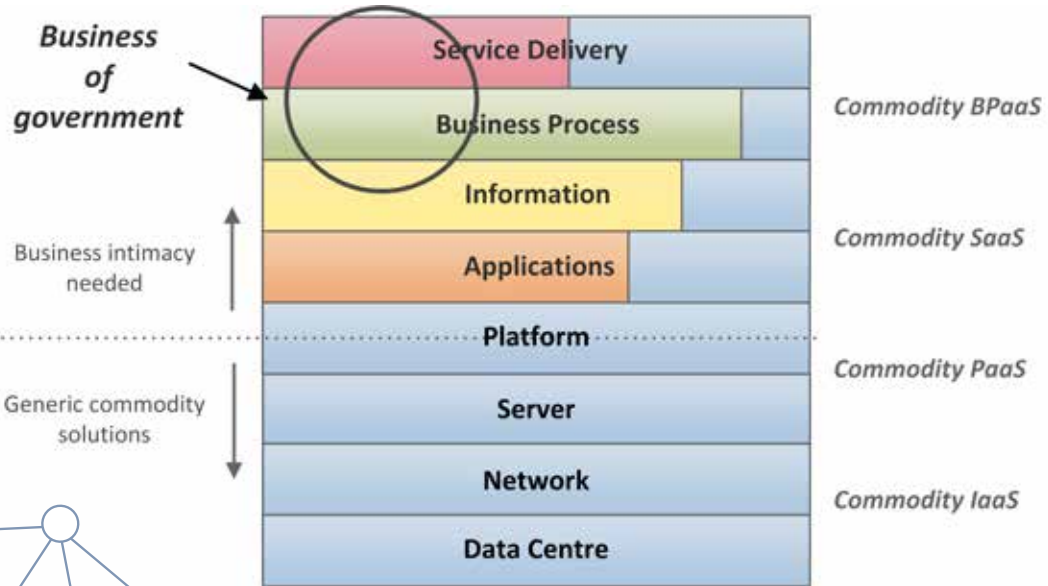 Business
of
government
Business intimacy
needed
Generic commodity
solutions
Service Delivery
Business Process
Information
Applications
Platform
Server
Network
Data Centre
Commodity BPaaS
Commodity SaaS
Commodity PaaS
Commodity IaaS